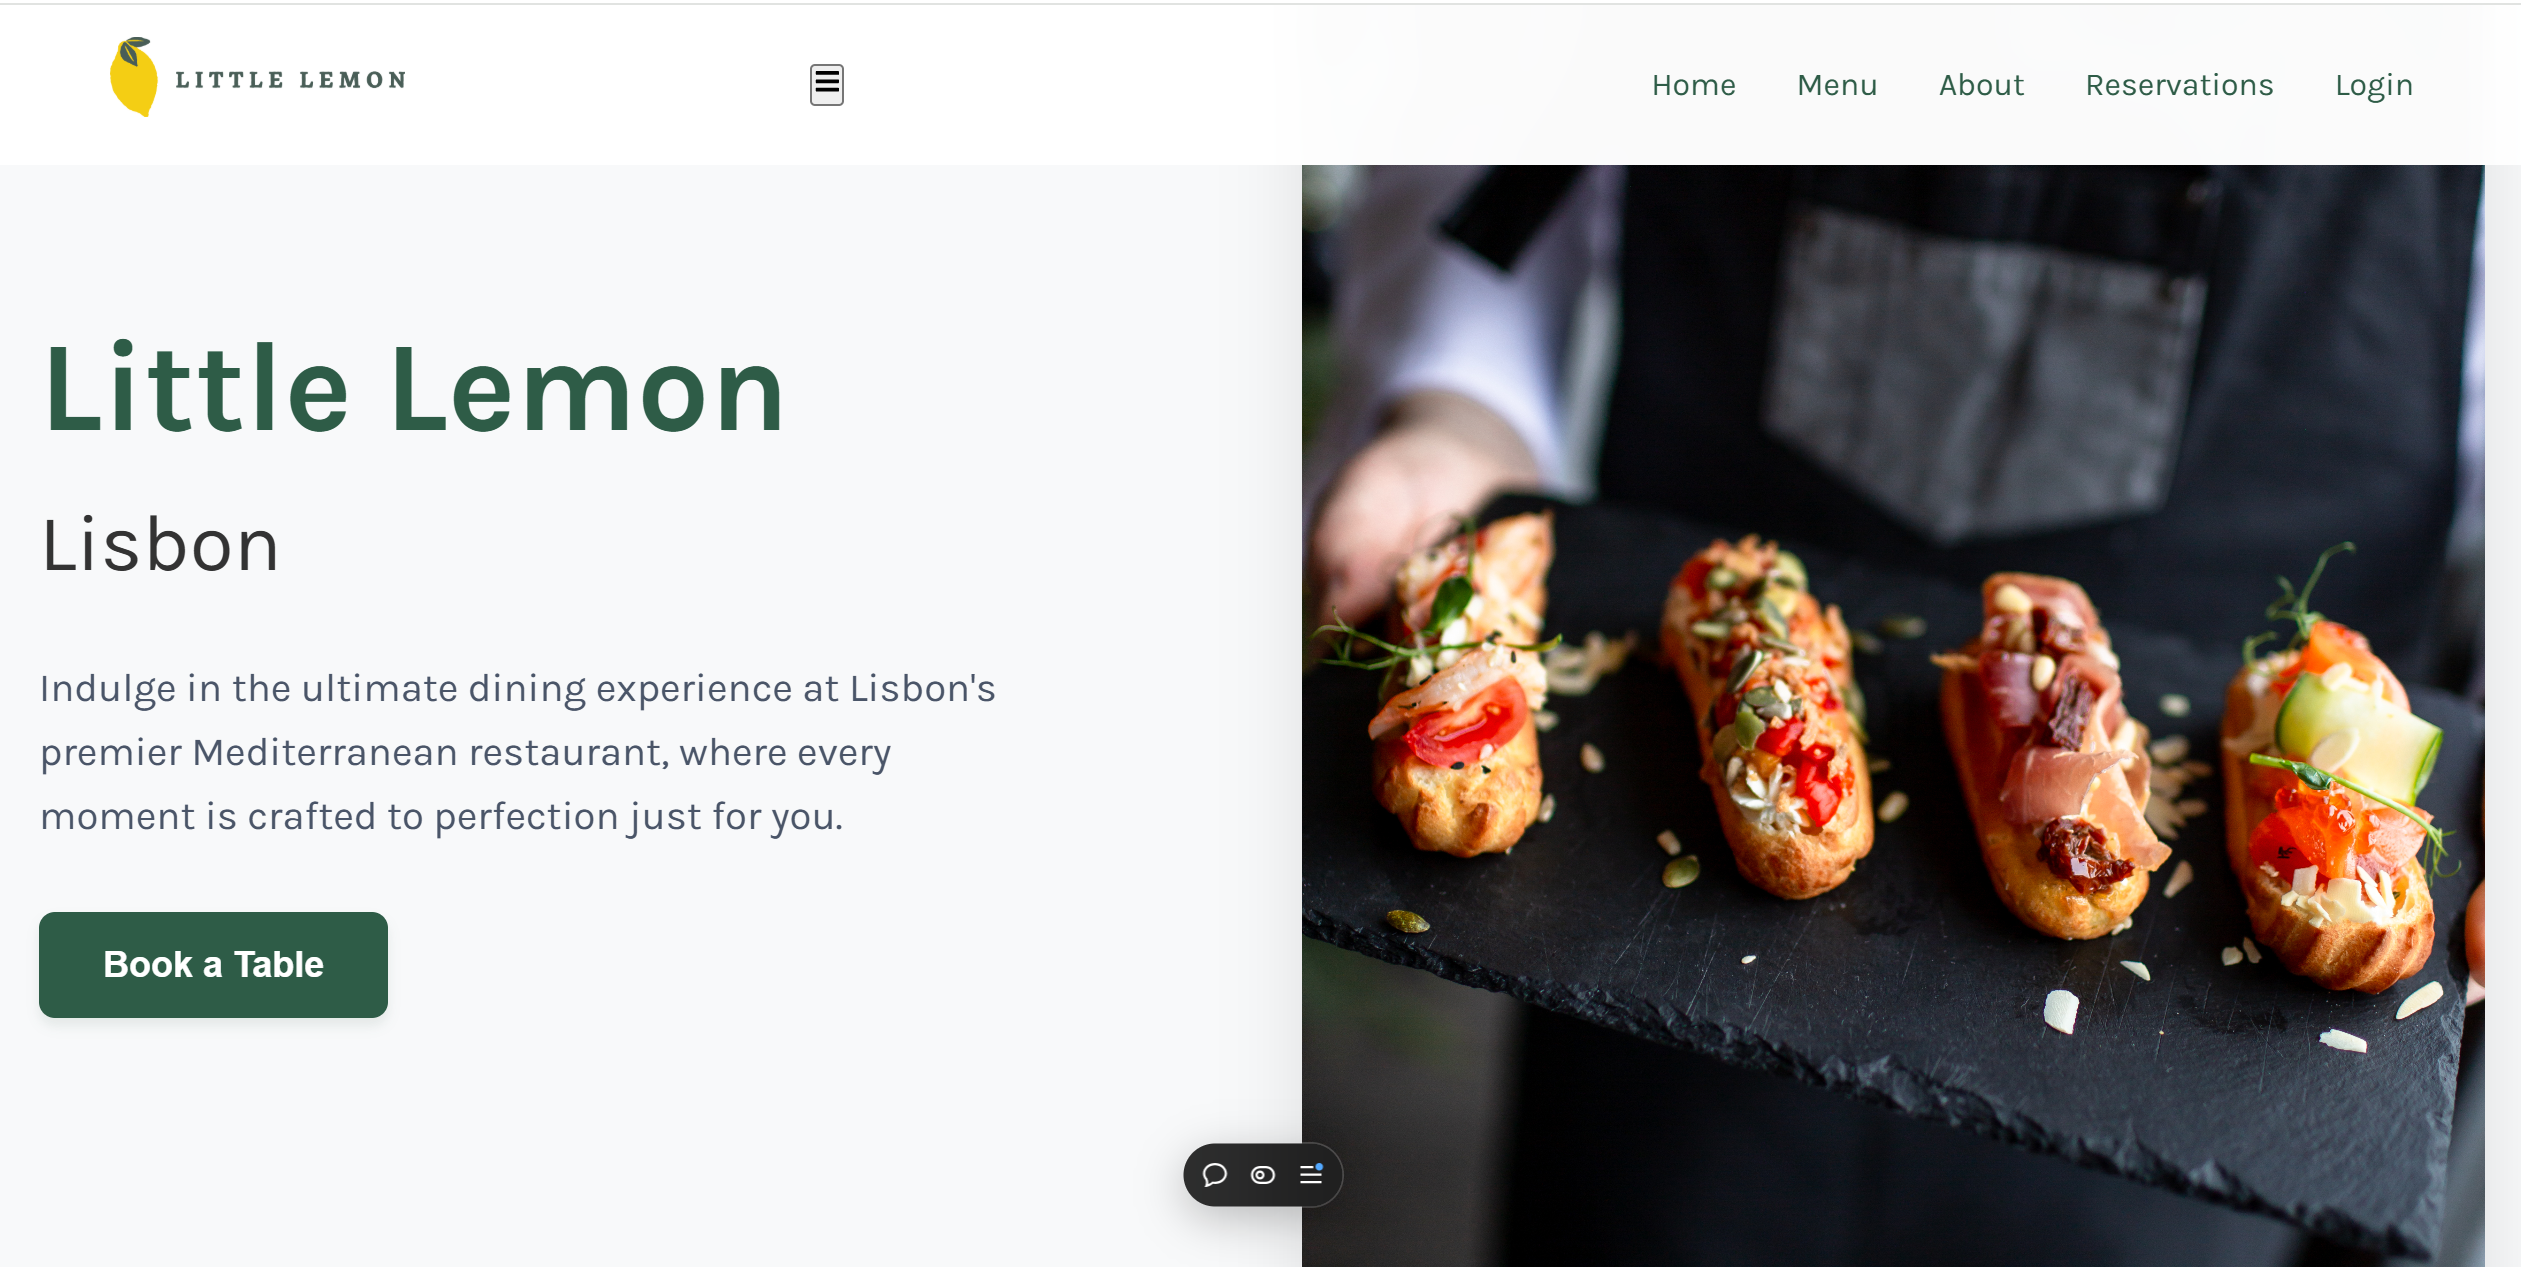 LITTLE LEMON
Home Menu About Reservations Login
Little Lemon
Lisbon
Indulge in the ultimate dining experience at Lisbon's
premier Mediterranean restaurant, where every
moment is crafted to perfection just for you.
Book a Table